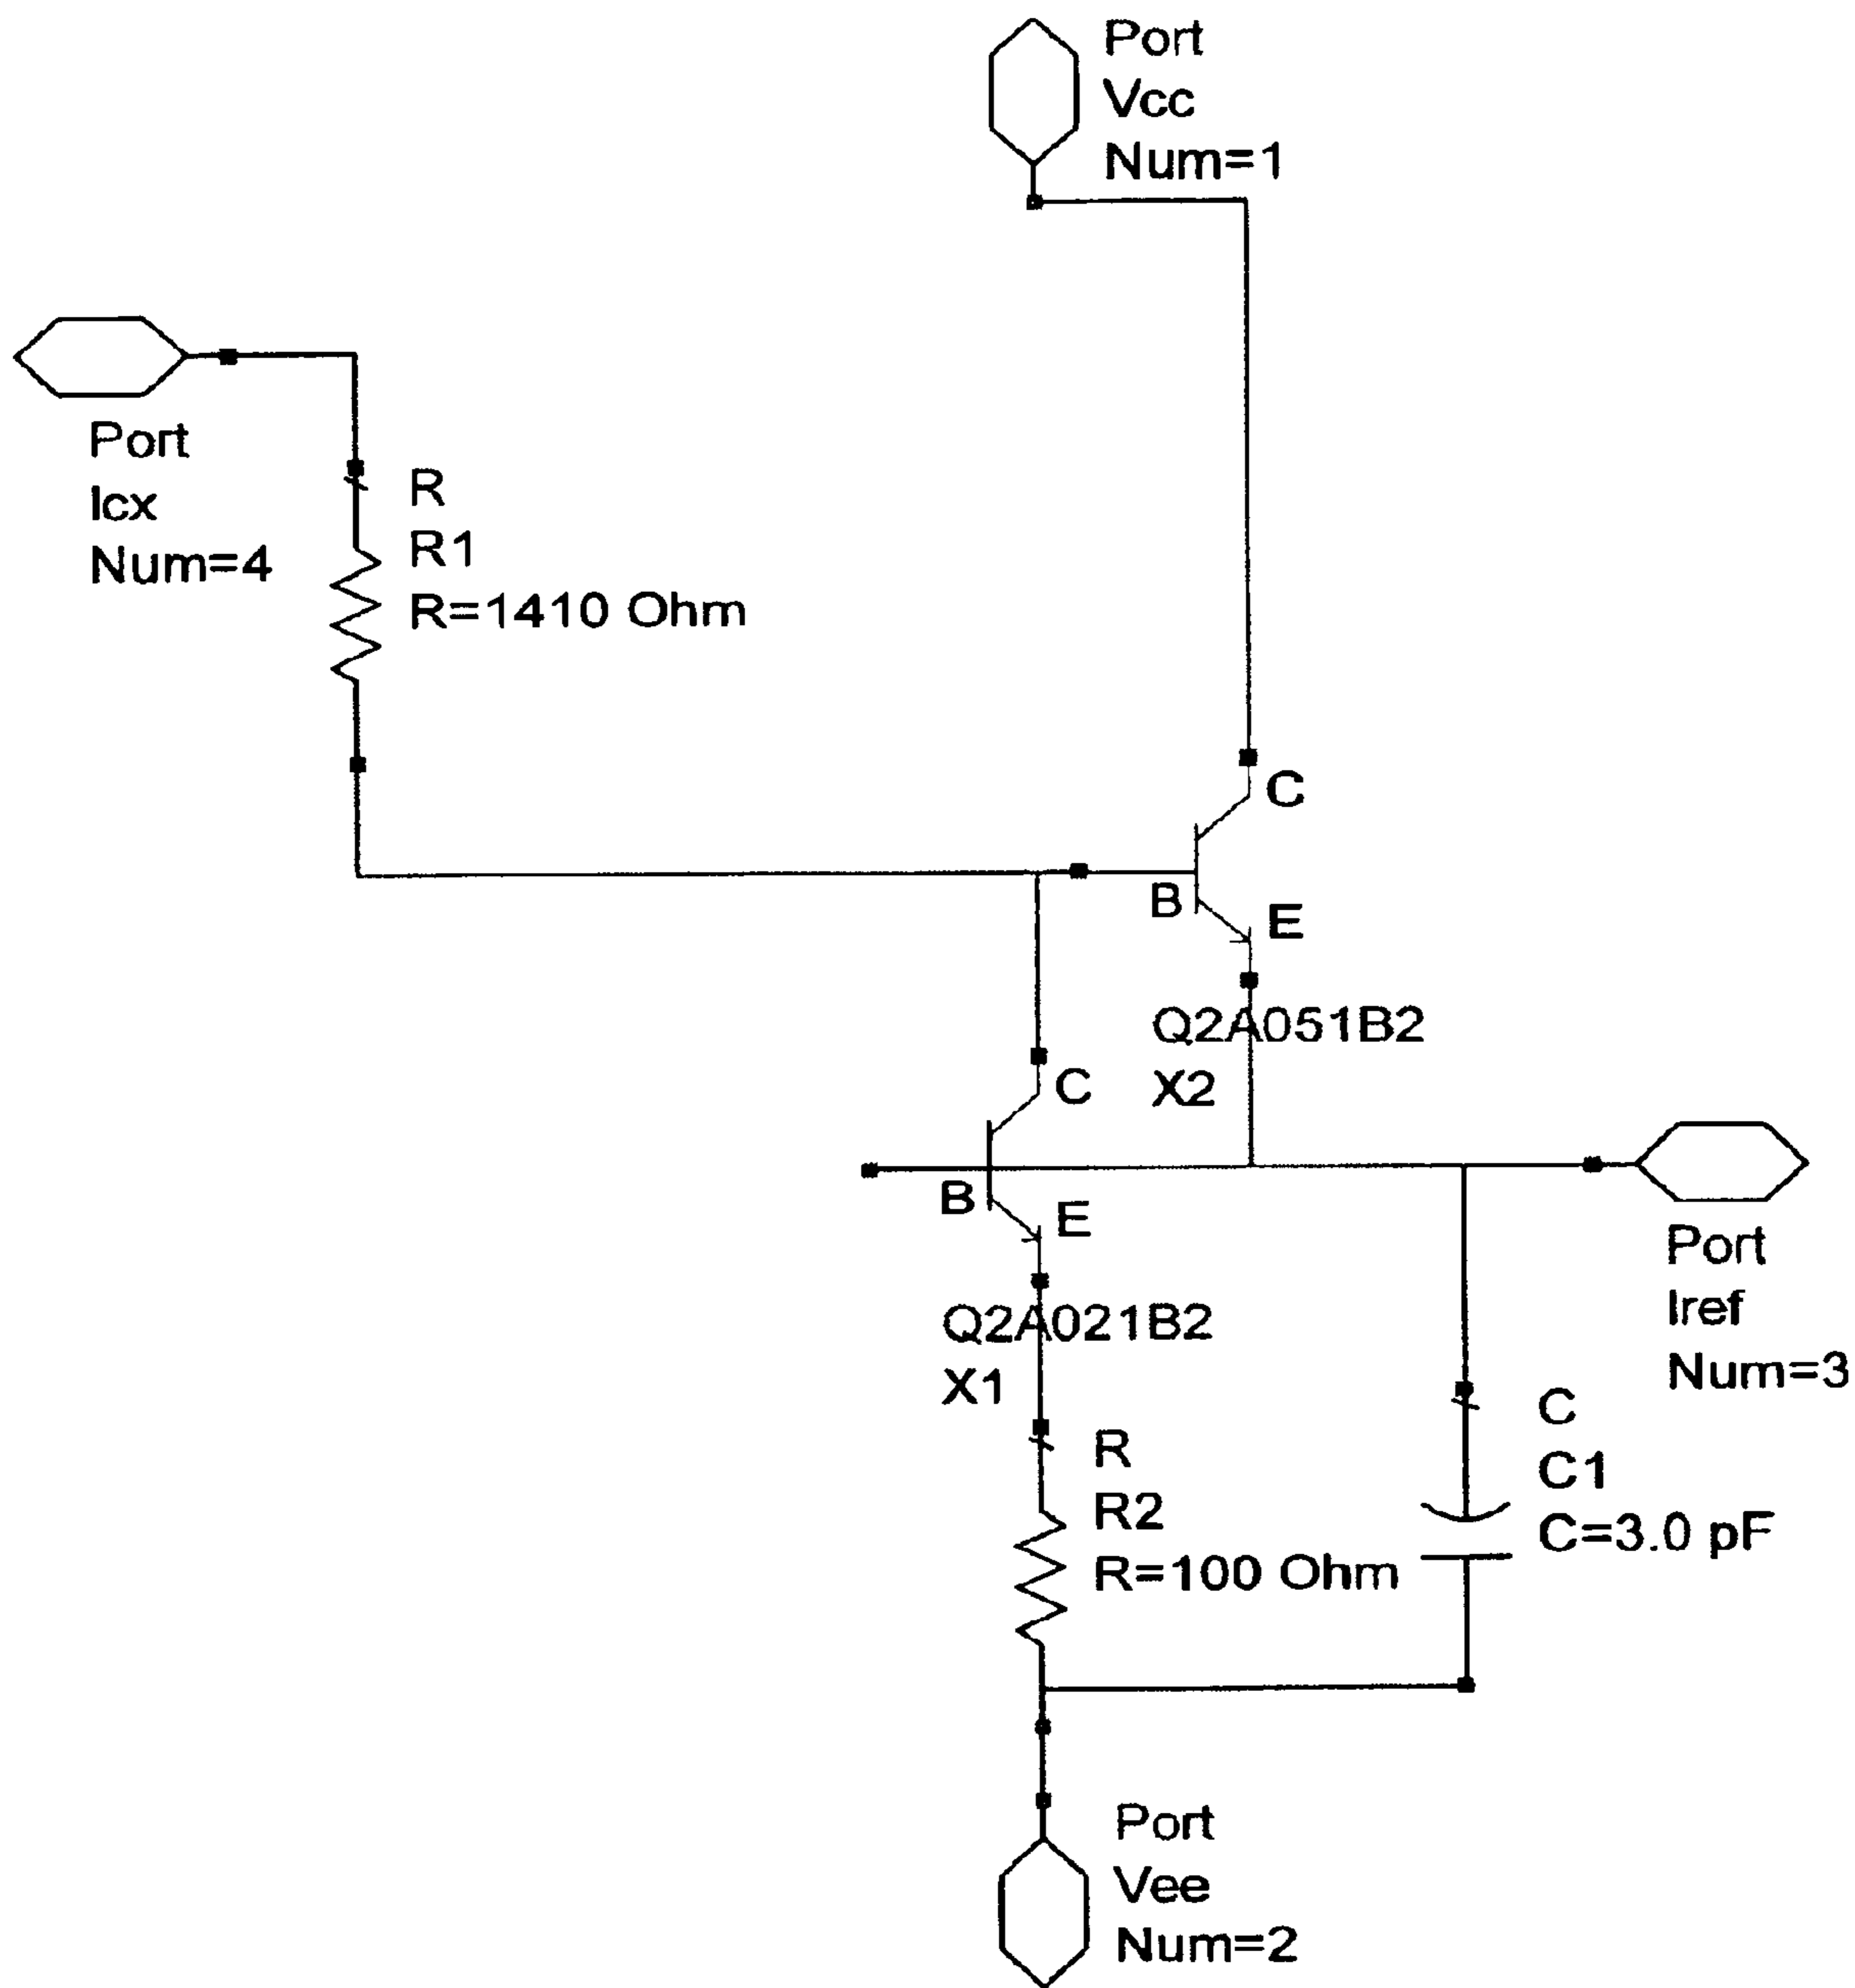 Port
Vcc
Num=1
Port
Icx
Num=4
R
R1
R=1410 Ohm
C
B
E
Q2A051B2
X2
C
B
E
Q2A021B2
X1
Port
Iref
Num=3
R
R2
R=100 Ohm
C
C1
C=3.0 pF
Port
Vee
Num=2